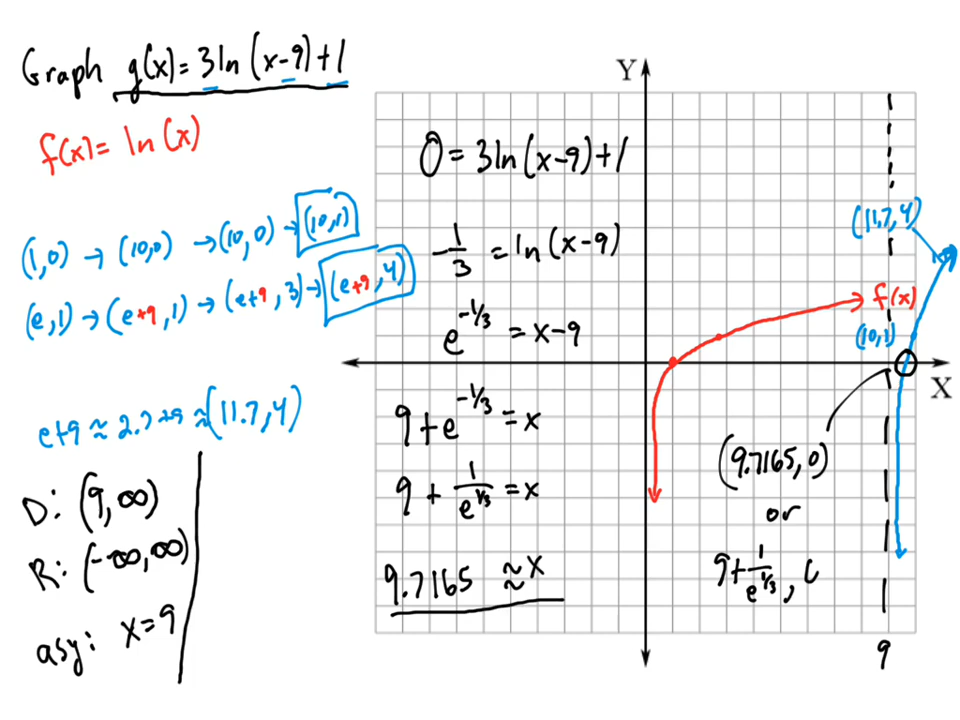 Graph g(x)=3ln(x-9)+1
f(x)=ln(x)
(1,0) → (10,0) → (10,0) → (10,1)
(e,1) → (e+9,1) → (e+9,3) → (e+9,4)
e+9 ≈ 2.7+9 ≈ (11.7,4)
D: (9,∞)
R: (-∞,∞)
asy: x=9
0=3ln(x-9)+1
-1/3 = ln(x-9)
e^{-1/3} = x-9
9+e^{-1/3} = x
9+1/e^{1/3} = x
9.7165 ≈ x
Y
(11.7,4)
f(x)
(10,1)
X
(9.7165,0)
or
9+1/e^{1/3}, 0
9